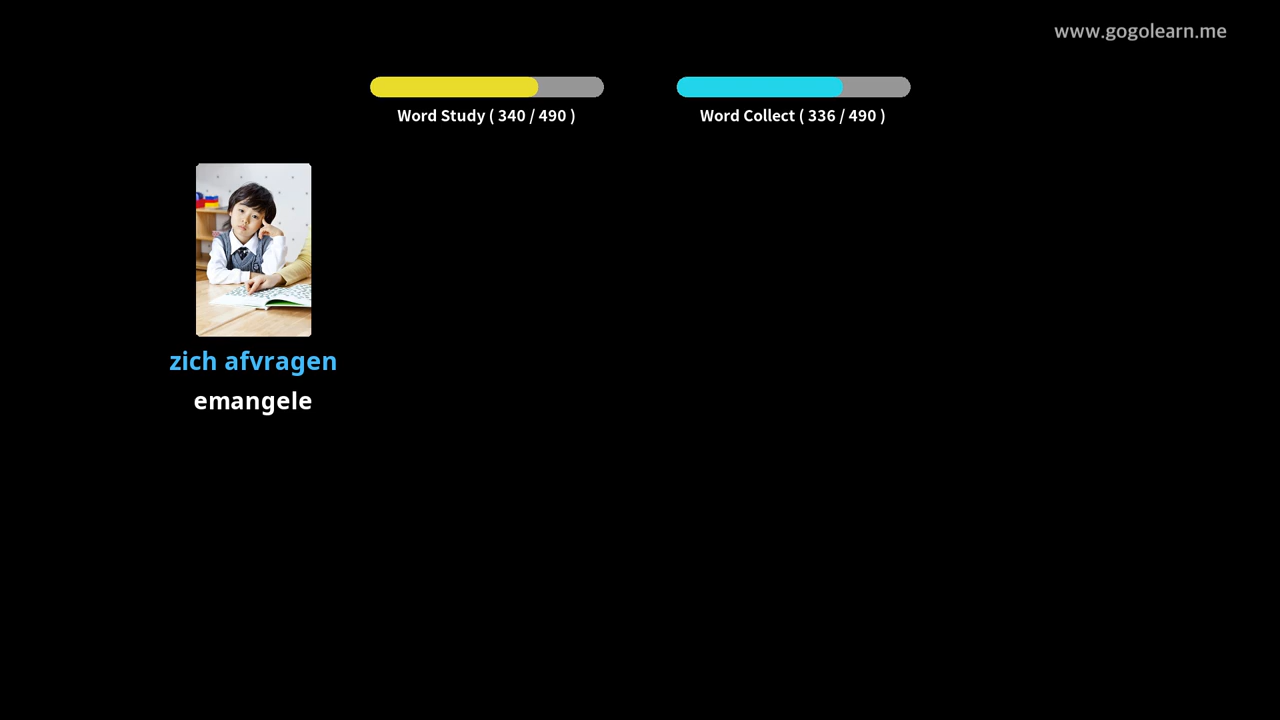 www.gogolearn.me
Word Study ( 340 / 490 )
Word Collect ( 336 / 490 )
zich afvragen
emangele